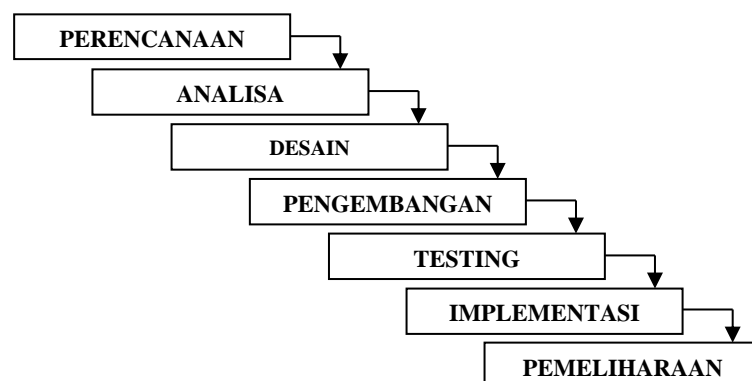 PERENCANAAN
ANALISA
DESAIN
PENGEMBANGAN
TESTING
IMPLEMENTASI
PEMELIHARAAN